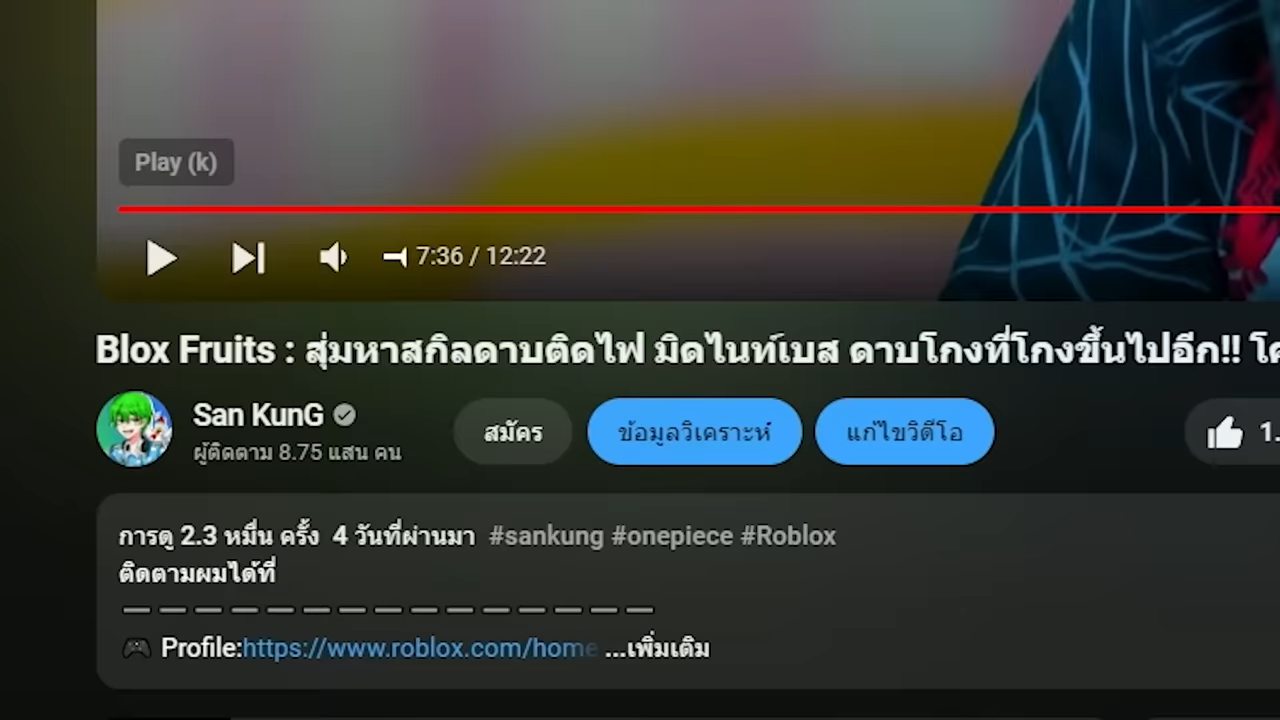 Play (k)
7:36 / 12:22
Blox Fruits : สุ่มหาสกิลดาบติดไฟ มิดไนท์เบส ดาบโกงที่โกงขึ้นไปอีก!!
San KunG
ผู้ติดตาม 8.75 แสน คน
สมัคร
ข้อมูลวิเคราะห์
แก้ไขวิดีโอ
1.
การดู 2.3 หมื่น ครั้ง 4 วันที่ผ่านมา #sankung #onepiece #Roblox
ติดตามผมได้ที่
— — — — — — — — — — — — — — —
Profile:https://www.roblox.com/home ...เพิ่มเติม